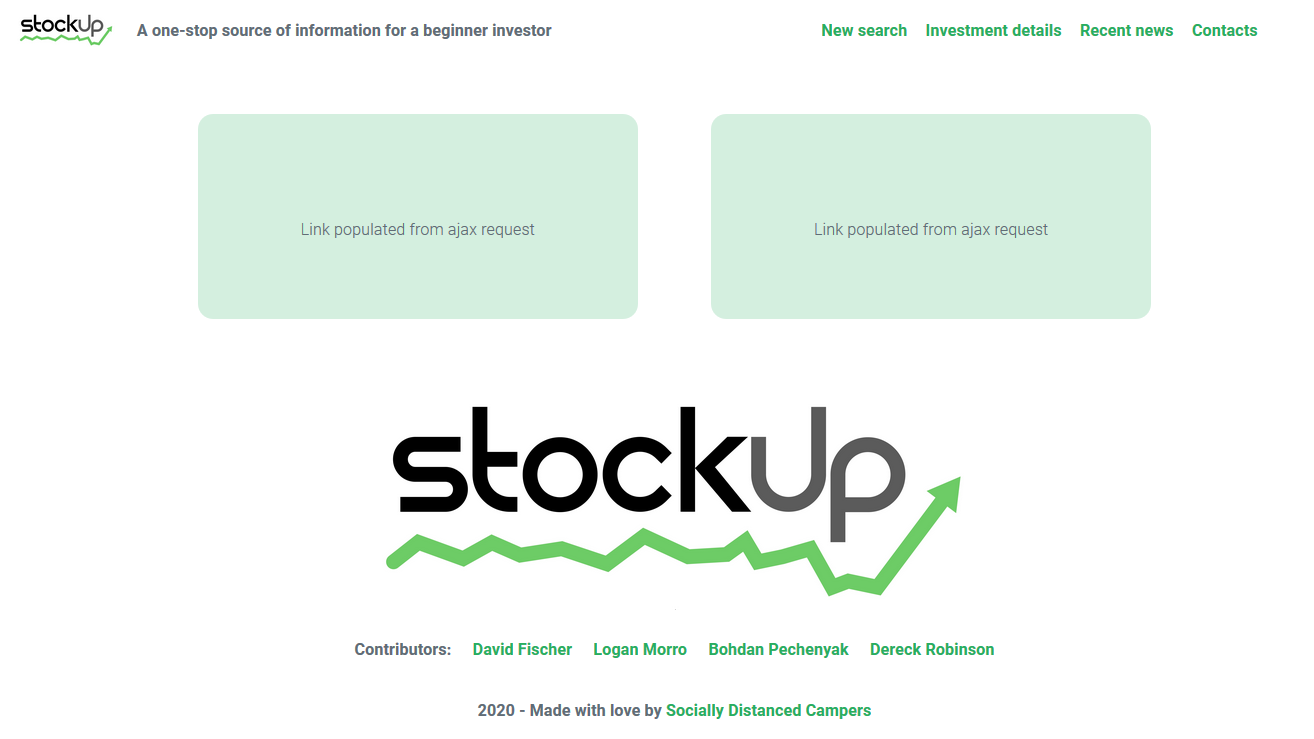 stockUp
A one-stop source of information for a beginner investor
New search Investment details Recent news Contacts
Link populated from ajax request
Link populated from ajax request
stockUp
Contributors: David Fischer Logan Morro Bohdan Pechenyak Dereck Robinson
2020 - Made with love by Socially Distanced Campers